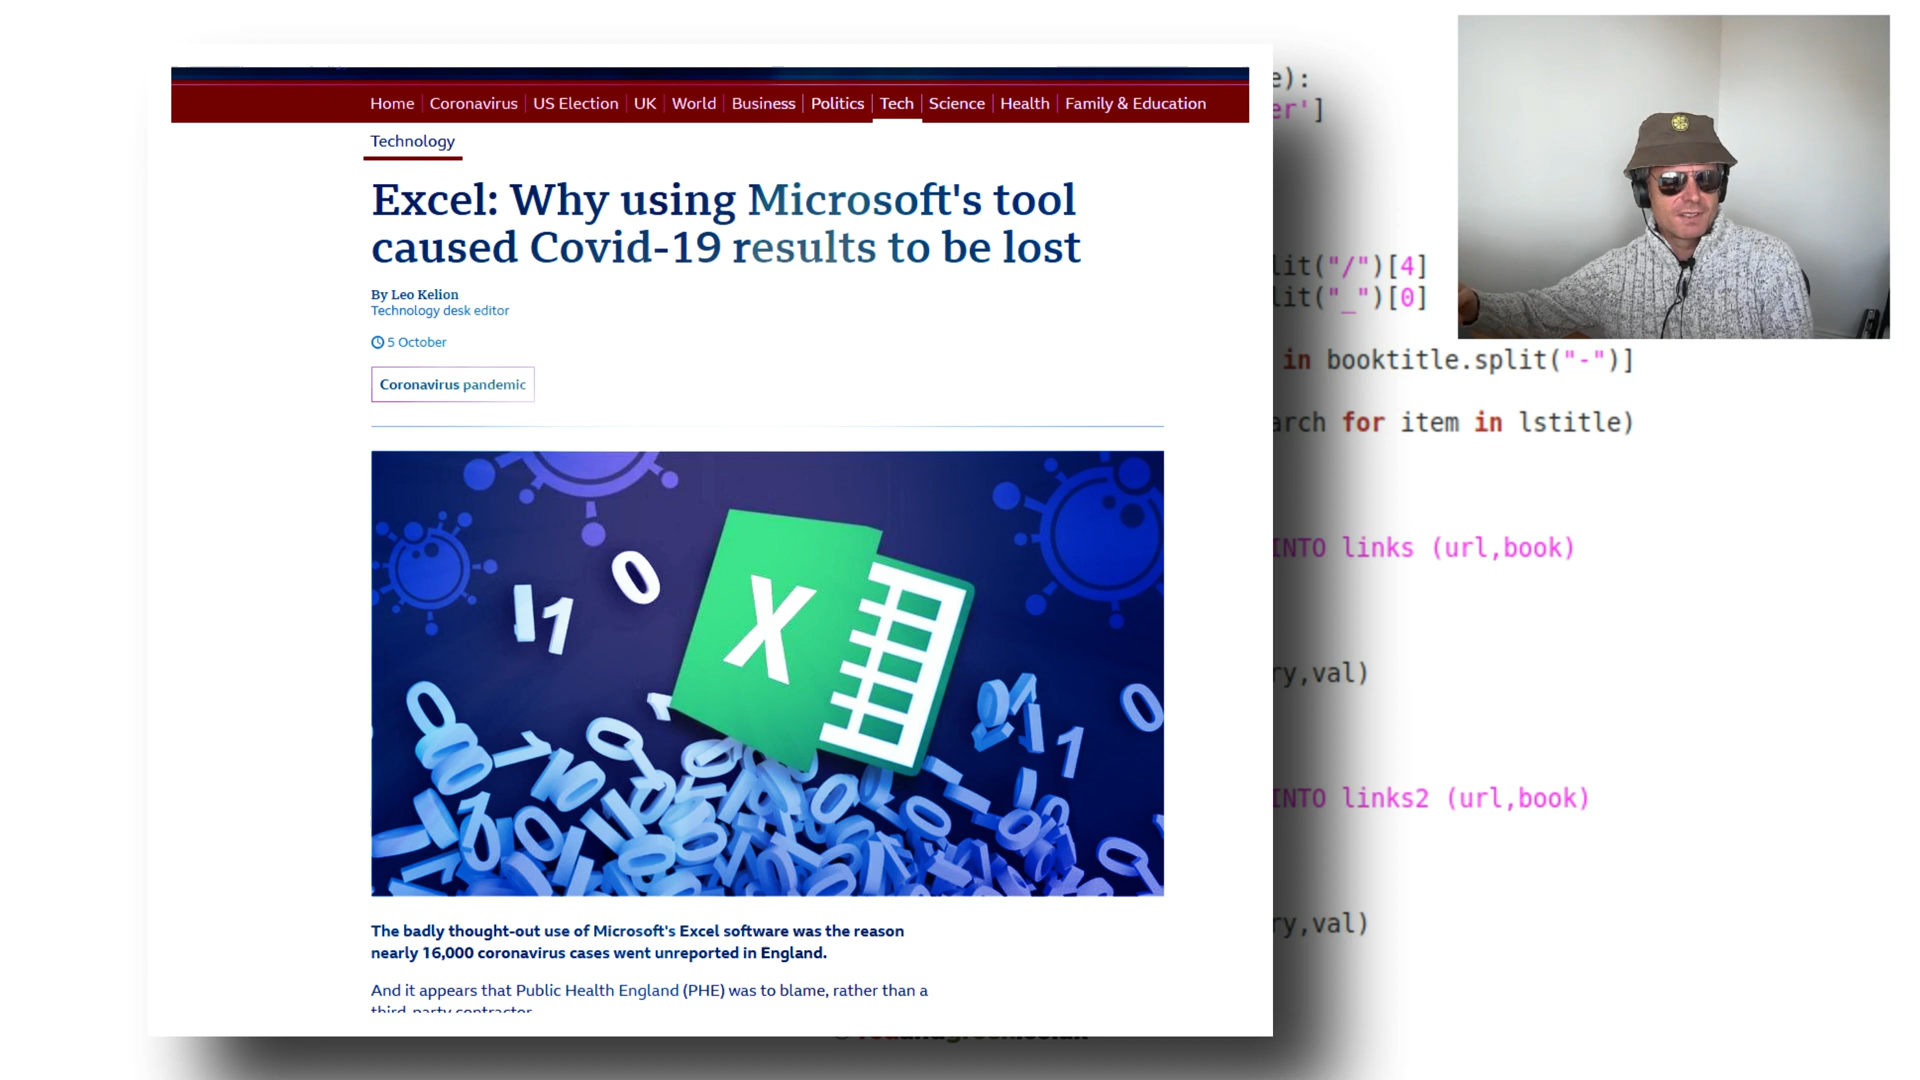 Home Coronavirus US Election UK World Business Politics Tech Science Health Family & Education
Technology
Excel: Why using Microsoft's tool
caused Covid-19 results to be lost
By Leo Kelion
Technology desk editor
5 October
Coronavirus pandemic
The badly thought-out use of Microsoft's Excel software was the reason
nearly 16,000 coronavirus cases went unreported in England.
And it appears that Public Health England (PHE) was to blame, rather than a
third-party contractor
e):
er']
lit("/")[4]
lit("_")[0]
in booktitle.split("-")]
arch for item in lstitle)
INTO links (url,book)
ry,val)
INTO links2 (url,book)
ry,val)